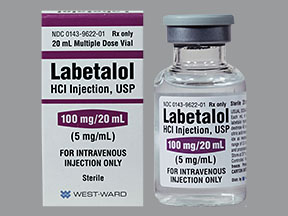 NDC 0143-9622-01 Rx only
20 mL Multiple Dose Vial
Labetalol
HCl Injection, USP
100 mg/20 mL
(5 mg/mL)
FOR INTRAVENOUS
INJECTION ONLY
Sterile
WEST-WARD
NDC 0143-9622-01 Rx only
Labetalol
HCl Injection, USP
100 mg/20 mL
(5 mg/mL)
FOR INTRAVENOUS
INJECTION ONLY
Sterile